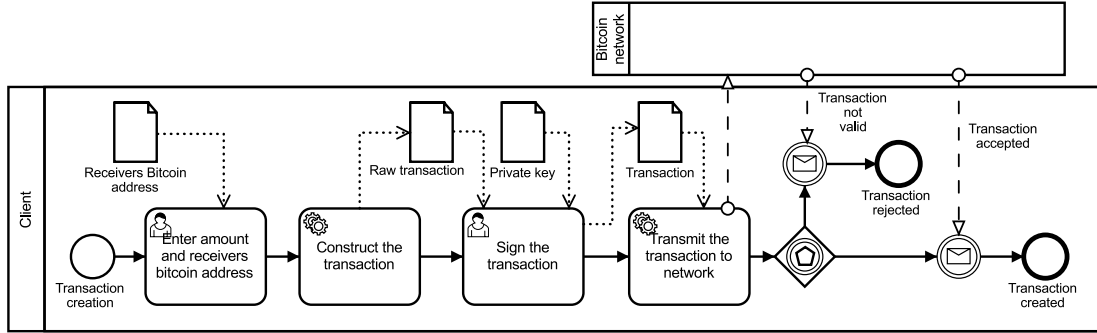 Bitcoin
network
Client
Receivers Bitcoin
address
Raw transaction
Private key
Transaction
Transaction
not
valid
Transaction
accepted
Transaction
rejected
Transaction
creation
Enter amount
and receivers
bitcoin address
Construct the
transaction
Sign the
transaction
Transmit the
transaction to
network
Transaction
created